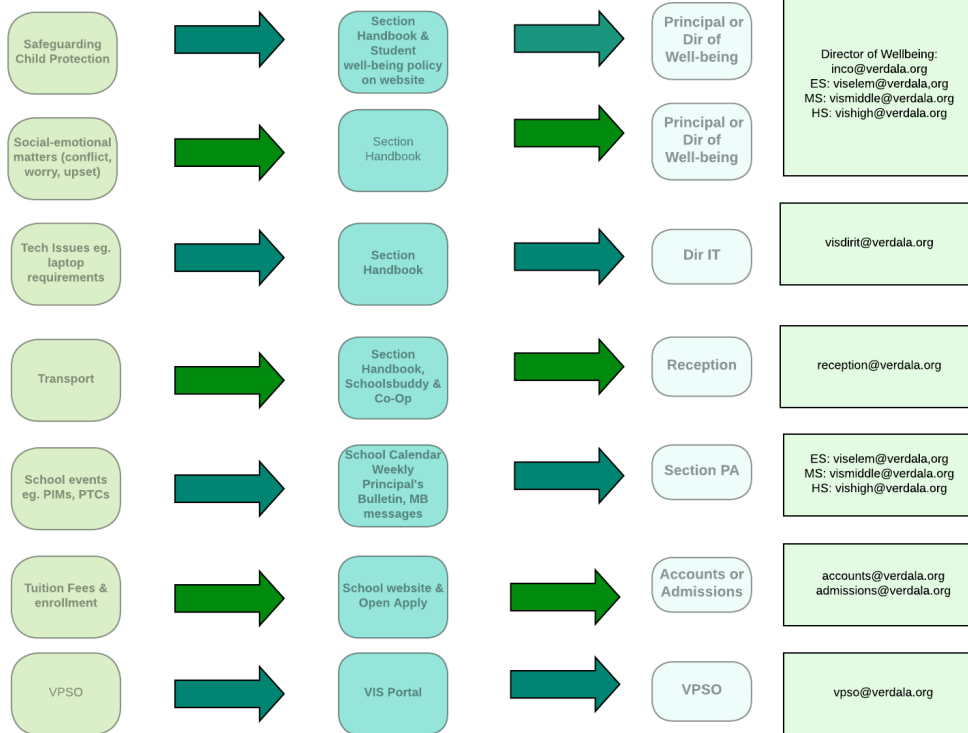 Safeguarding
Child Protection
Section
Handbook &
Student
well-being policy
on website
Principal or
Dir of
Well-being
Director of Wellbeing:
inco@verdala.org
ES: viselem@verdala,org
MS: vismiddle@verdala.org
HS: vishigh@verdala.org
Social-emotional
matters (conflict,
worry, upset)
Section
Handbook
Principal or
Dir of
Well-being
Tech Issues eg.
laptop
requirements
Section
Handbook
Dir IT
visdirit@verdala.org
Transport
Section
Handbook,
Schoolsbuddy &
Co-Op
Reception
reception@verdala.org
School events
eg. PIMs, PTCs
School Calendar
Weekly
Principal's
Bulletin, MB
messages
Section PA
ES: viselem@verdala,org
MS: vismiddle@verdala.org
HS: vishigh@verdala.org
Tuition Fees &
enrollment
School website &
Open Apply
Accounts or
Admissions
accounts@verdala.org
admissions@verdala.org
VPSO
VIS Portal
VPSO
vpso@verdala.org